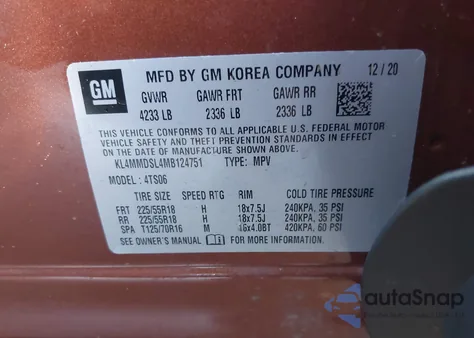 GM
MFD BY GM KOREA COMPANY 12/20
GVWR GAWR FRT GAWR RR
4233 LB 2336 LB 2336 LB
THIS VEHICLE CONFORMS TO ALL APPLICABLE U.S. FEDERAL MOTOR
VEHICLE SAFETY AND THEFT PREVENTION STANDARDS IN EFFECT
ON THE DATE OF MANUFACTURE SHOWN ABOVE.
KL4MMDSL4MB124751 TYPE: MPV
MODEL: 4TS06
TIRE SIZE SPEED RTG RIM COLD TIRE PRESSURE
FRT 225/55R18 H 18x7.5J 240KPA, 35 PSI
RR 225/55R18 H 18x7.5J 240KPA, 35 PSI
SPA T125/70R16 M 16x4.0BT 420KPA, 60 PSI
SEE OWNER'S MANUAL FOR MORE INFORMATION.
autoSnap